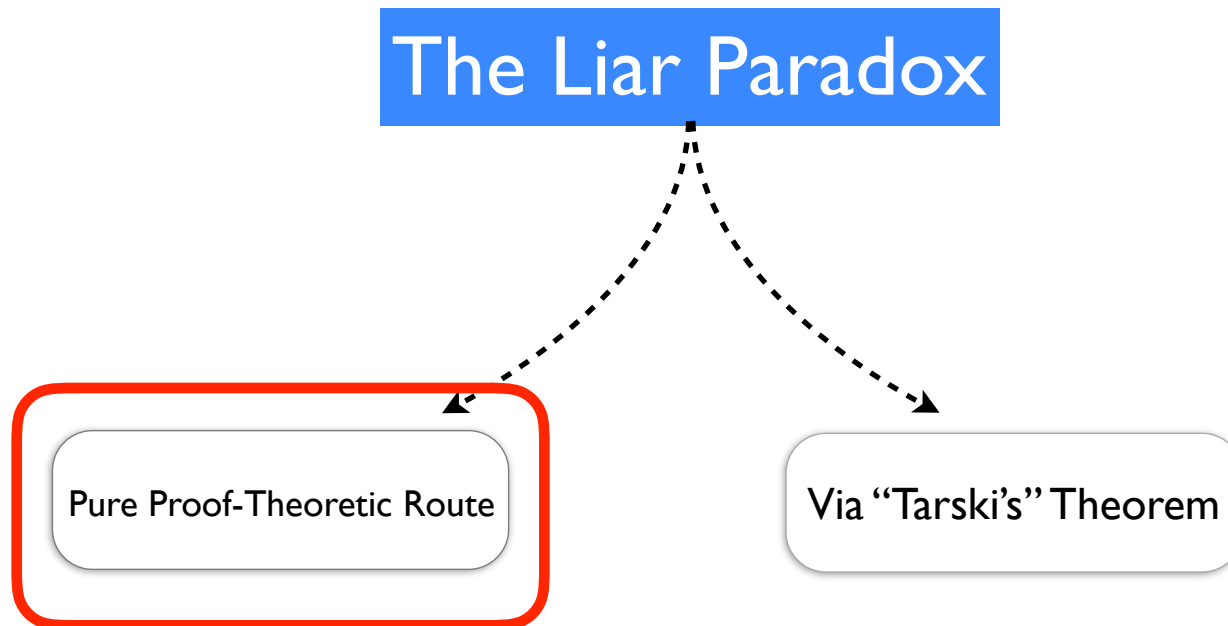 The Liar Paradox
Pure Proof-Theoretic Route
Via “Tarski’s” Theorem